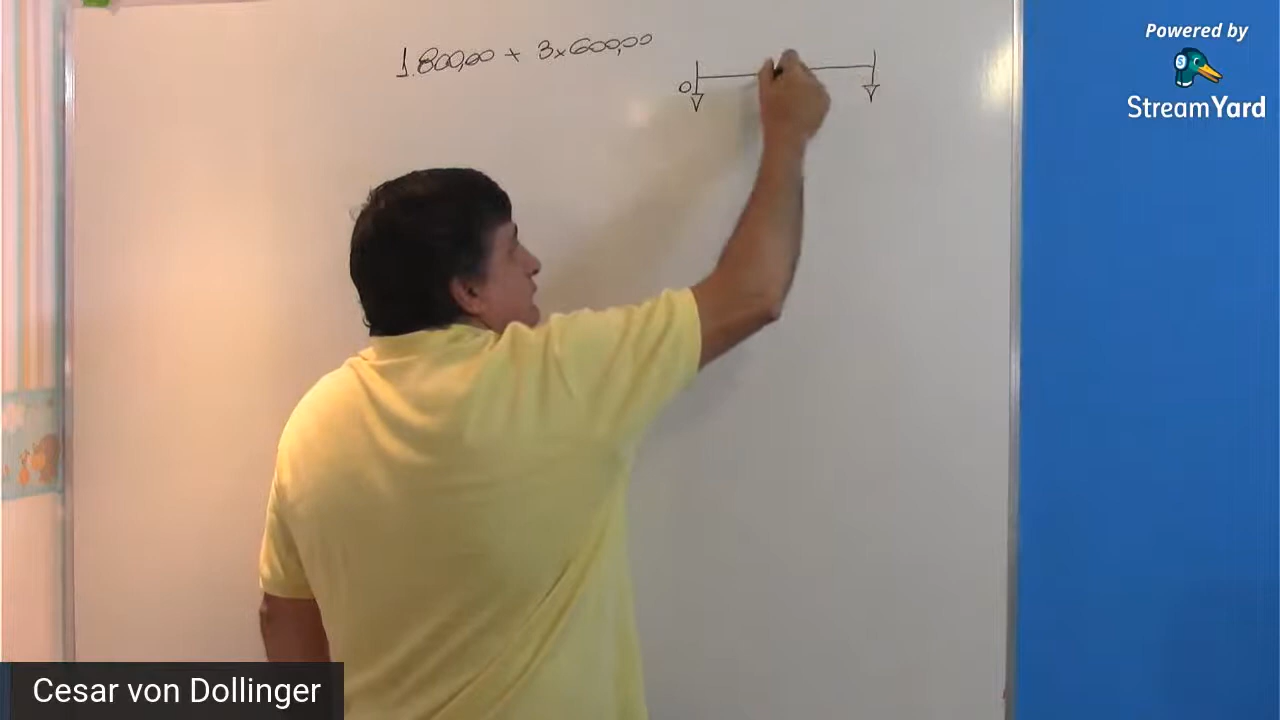 1.800,00 + 3x600,00
0
Powered by
StreamYard
Cesar von Dollinger